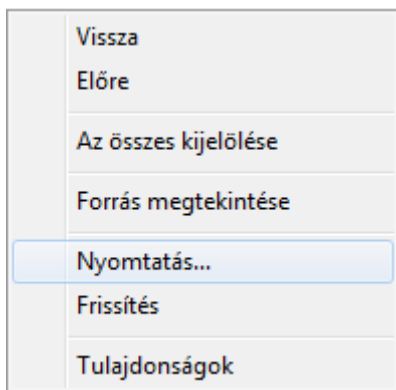 Vissza
Előre
Az összes kijelölése
Forrás megtekintése
Nyomtatás...
Frissítés
Tulajdonságok